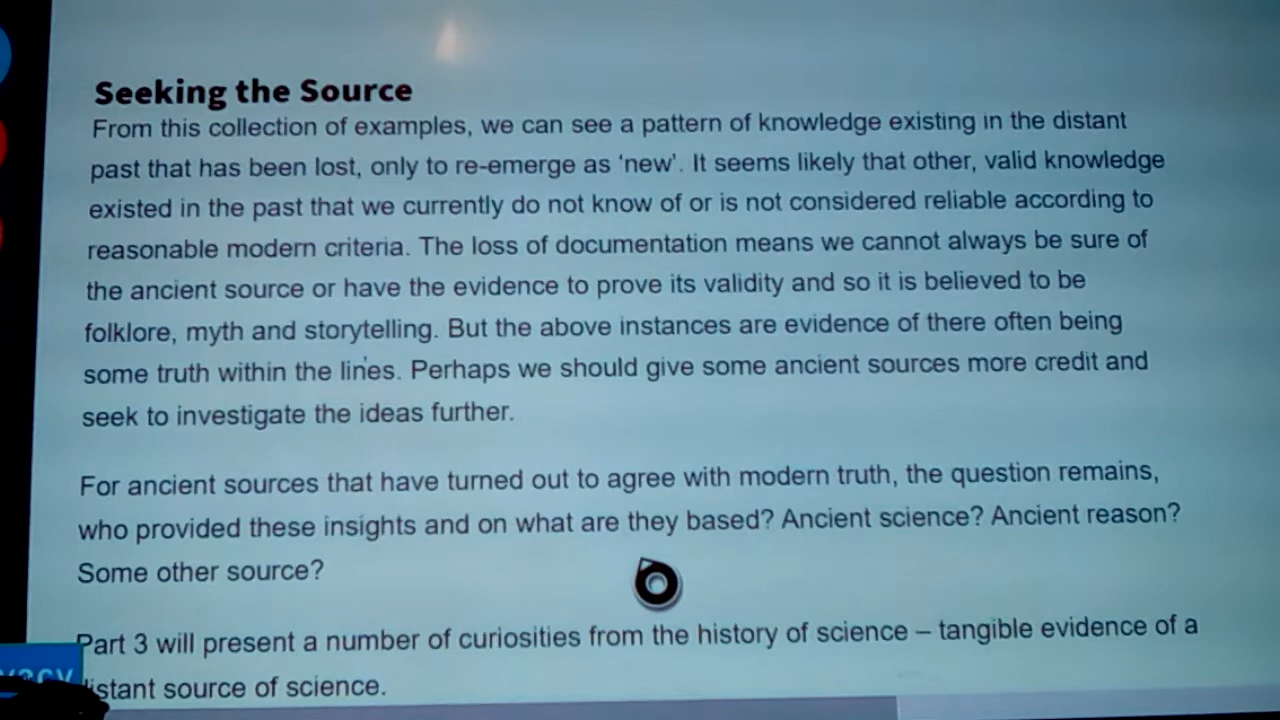 Seeking the Source
From this collection of examples, we can see a pattern of knowledge existing in the distant
past that has been lost, only to re-emerge as ‘new’. It seems likely that other, valid knowledge
existed in the past that we currently do not know of or is not considered reliable according to
reasonable modern criteria. The loss of documentation means we cannot always be sure of
the ancient source or have the evidence to prove its validity and so it is believed to be
folklore, myth and storytelling. But the above instances are evidence of there often being
some truth within the lines. Perhaps we should give some ancient sources more credit and
seek to investigate the ideas further.
For ancient sources that have turned out to agree with modern truth, the question remains,
who provided these insights and on what are they based? Ancient science? Ancient reason?
Some other source?
Part 3 will present a number of curiosities from the history of science – tangible evidence of a
istant source of science.